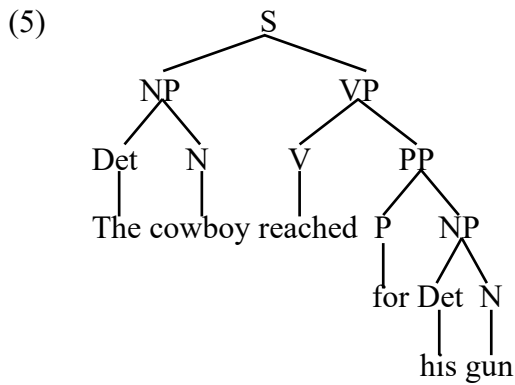 (5) S
NP VP
Det N V PP
The cowboy reached P NP
for Det N
his gun